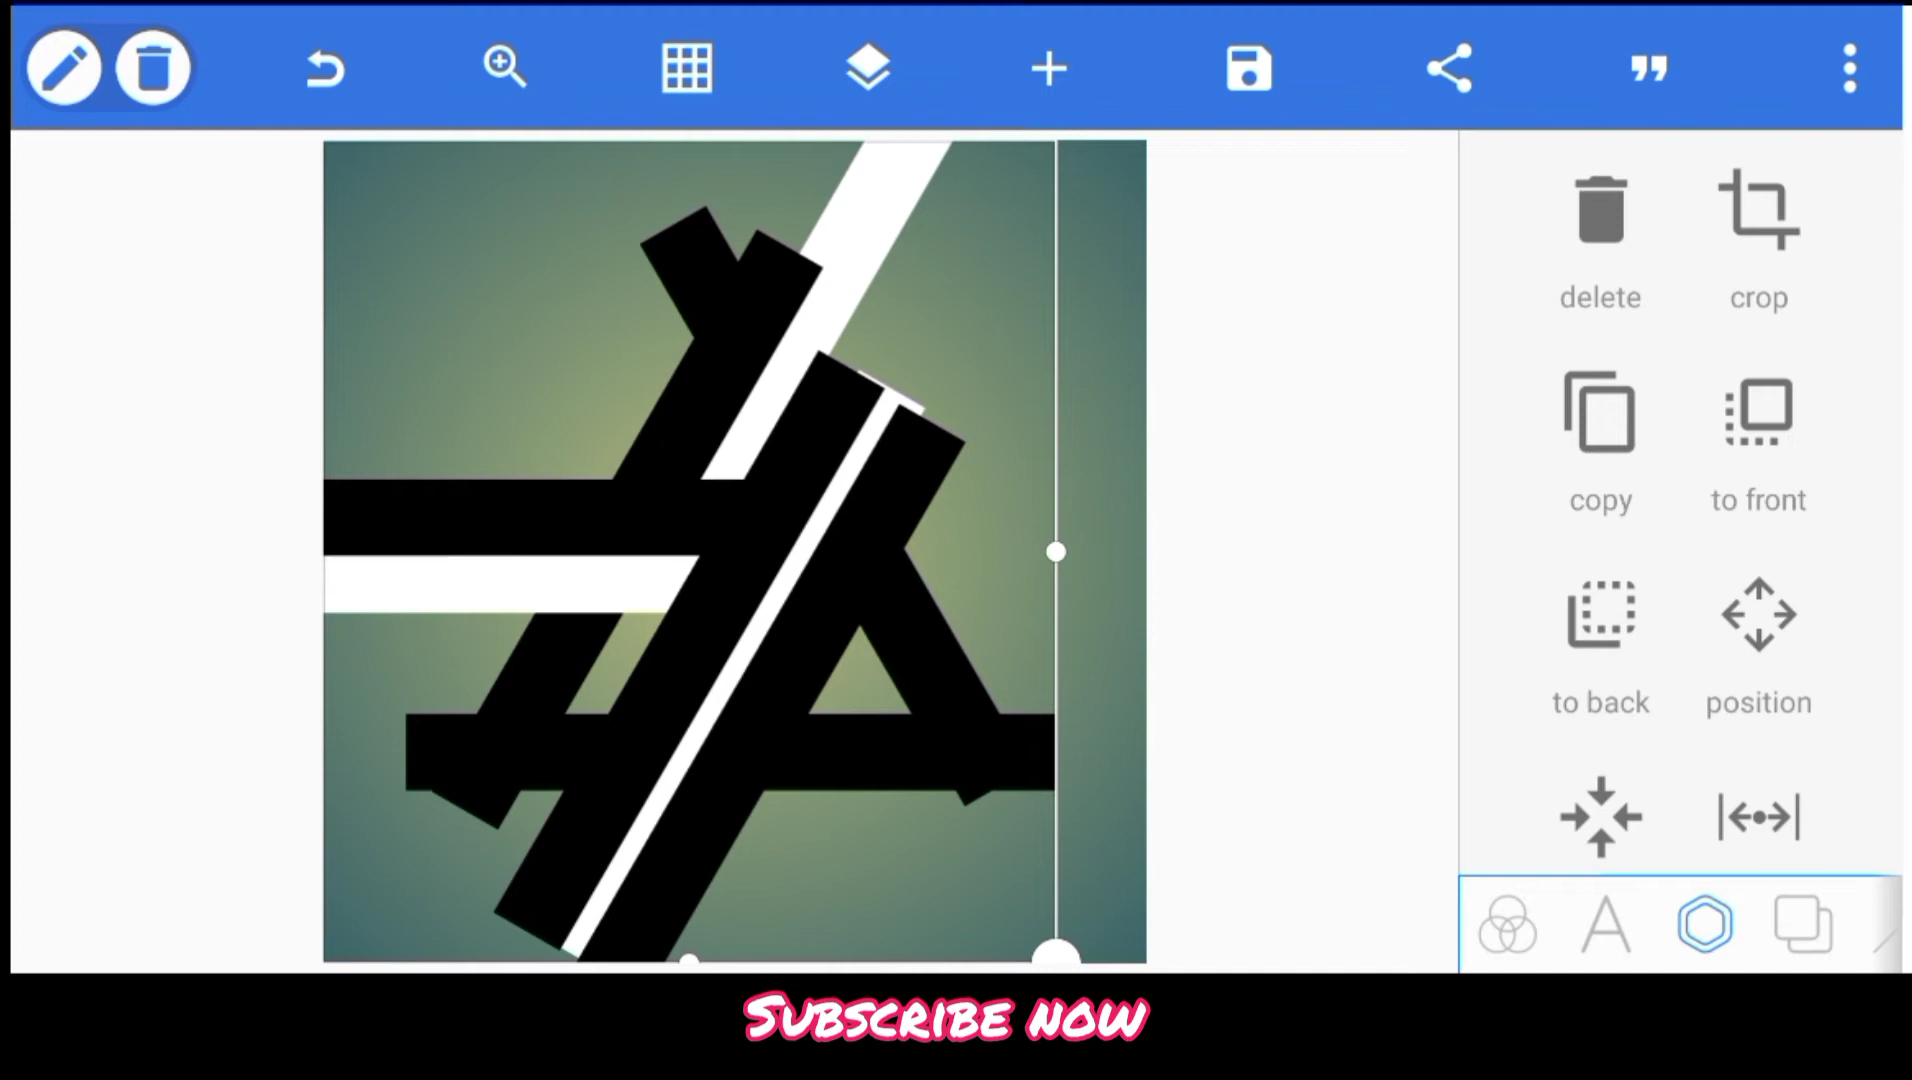 delete
crop
copy
to front
to back
position
SUBSCRIBE NOW